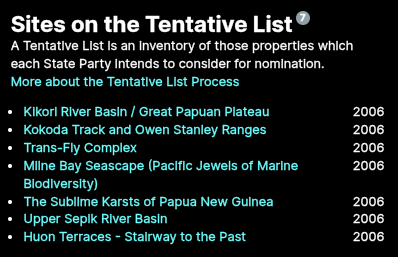 Sites on the Tentative List 7
A Tentative List is an inventory of those properties which
each State Party intends to consider for nomination.
More about the Tentative List Process
• Kikori River Basin / Great Papuan Plateau 2006
• Kokoda Track and Owen Stanley Ranges 2006
• Trans-Fly Complex 2006
• Milne Bay Seascape (Pacific Jewels of Marine 2006
Biodiversity)
• The Sublime Karsts of Papua New Guinea 2006
• Upper Sepik River Basin 2006
• Huon Terraces - Stairway to the Past 2006